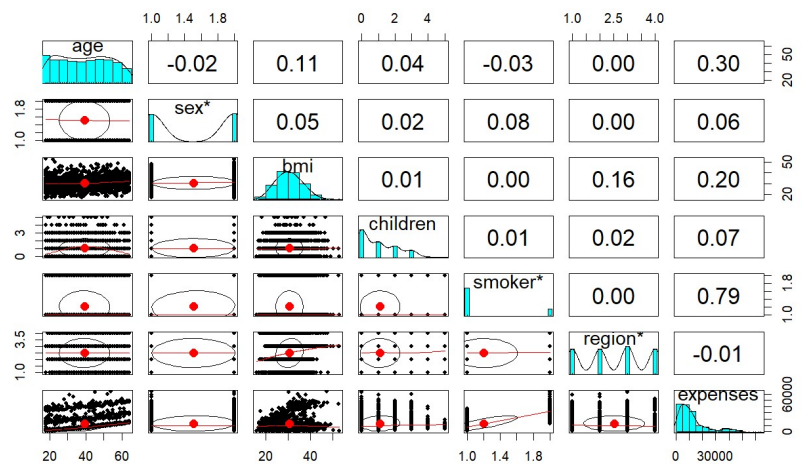 1.0 1.4 1.8 0 2 4 1.0 2.0 3.0 4.0
age -0.02 0.11 0.04 -0.03 0.00 0.30 20 50
1.0 1.8 sex* 0.05 0.02 0.08 0.00 0.06
bmi 0.01 0.00 0.16 0.20 20 50
0 3 children 0.01 0.02 0.07
smoker* 0.00 0.79 1.0 1.8
1.0 3.5 region* -0.01
expenses 0 60000
20 40 60 20 40 1.0 1.4 1.8 0 30000